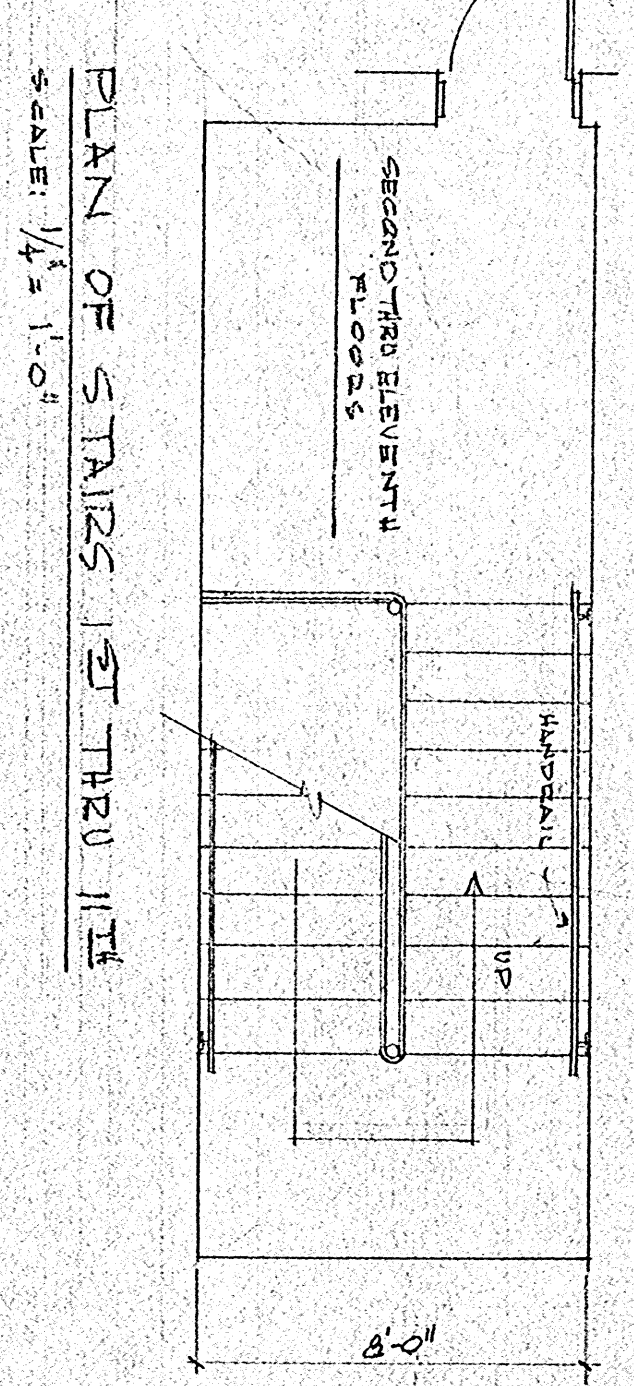 SECOND THRU ELEVENTH
FLOORS
HANDRAIL
UP
8'-0"
PLAN OF STAIRS 1ST THRU 11TH
SCALE: 1/4" = 1'-0"